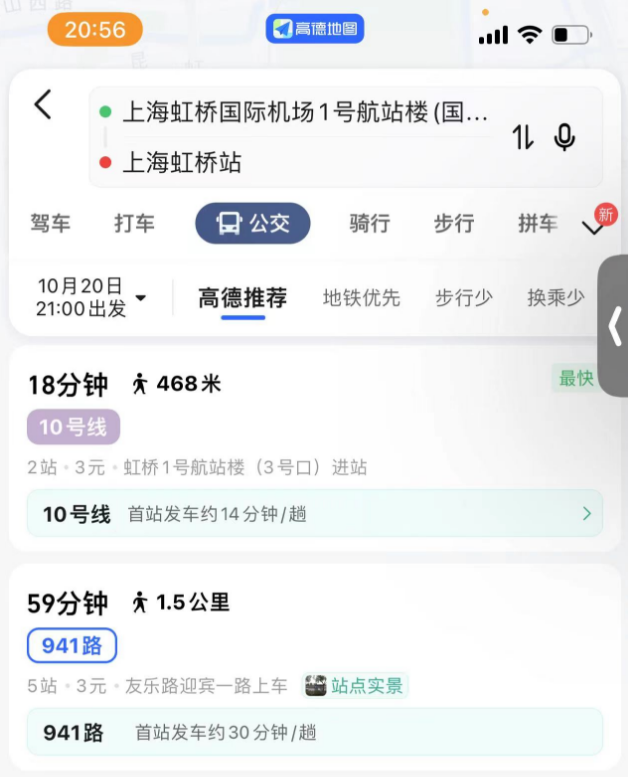 20:56
高德地图
上海虹桥国际机场1号航站楼(国...
上海虹桥站
驾车 打车 公交 骑行 步行 拼车 新
10月20日
21:00出发
高德推荐 地铁优先 步行少 换乘少
18分钟 468米 最快
10号线
2站·3元·虹桥1号航站楼（3号口）进站
10号线 首站发车约14分钟/趟
59分钟 1.5公里
941路
5站·3元·友乐路迎宾一路上车 站点实景
941路 首站发车约30分钟/趟